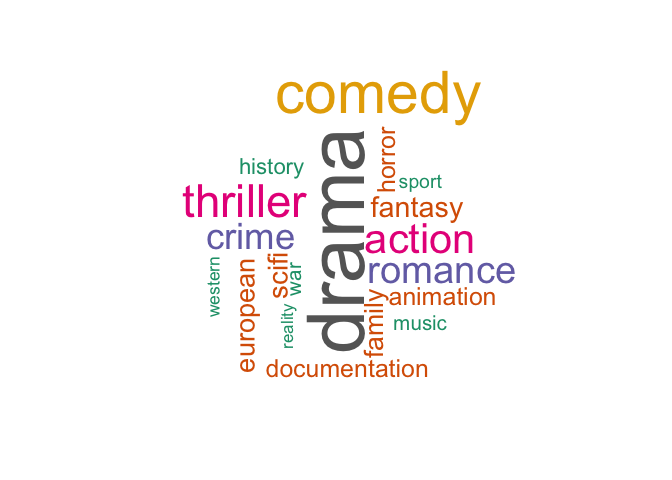 comedy
drama
horror
history
sport
thriller
fantasy
crime
action
romance
western
european
scifi
war
reality
family
animation
music
documentation